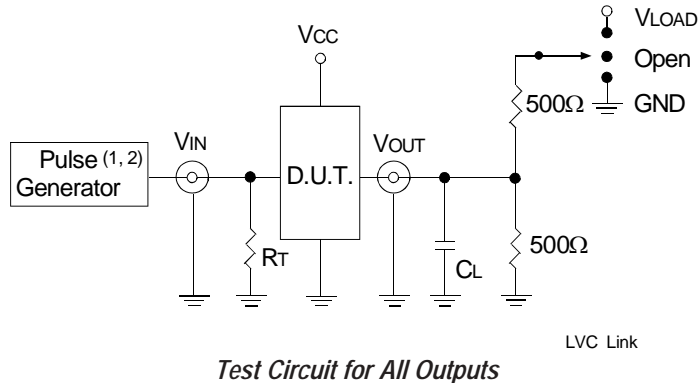 VLOAD
VCC
Open
500Ω
GND
VIN
VOUT
Pulse (1, 2)
Generator
D.U.T.
RT
CL
500Ω
LVC Link
Test Circuit for All Outputs